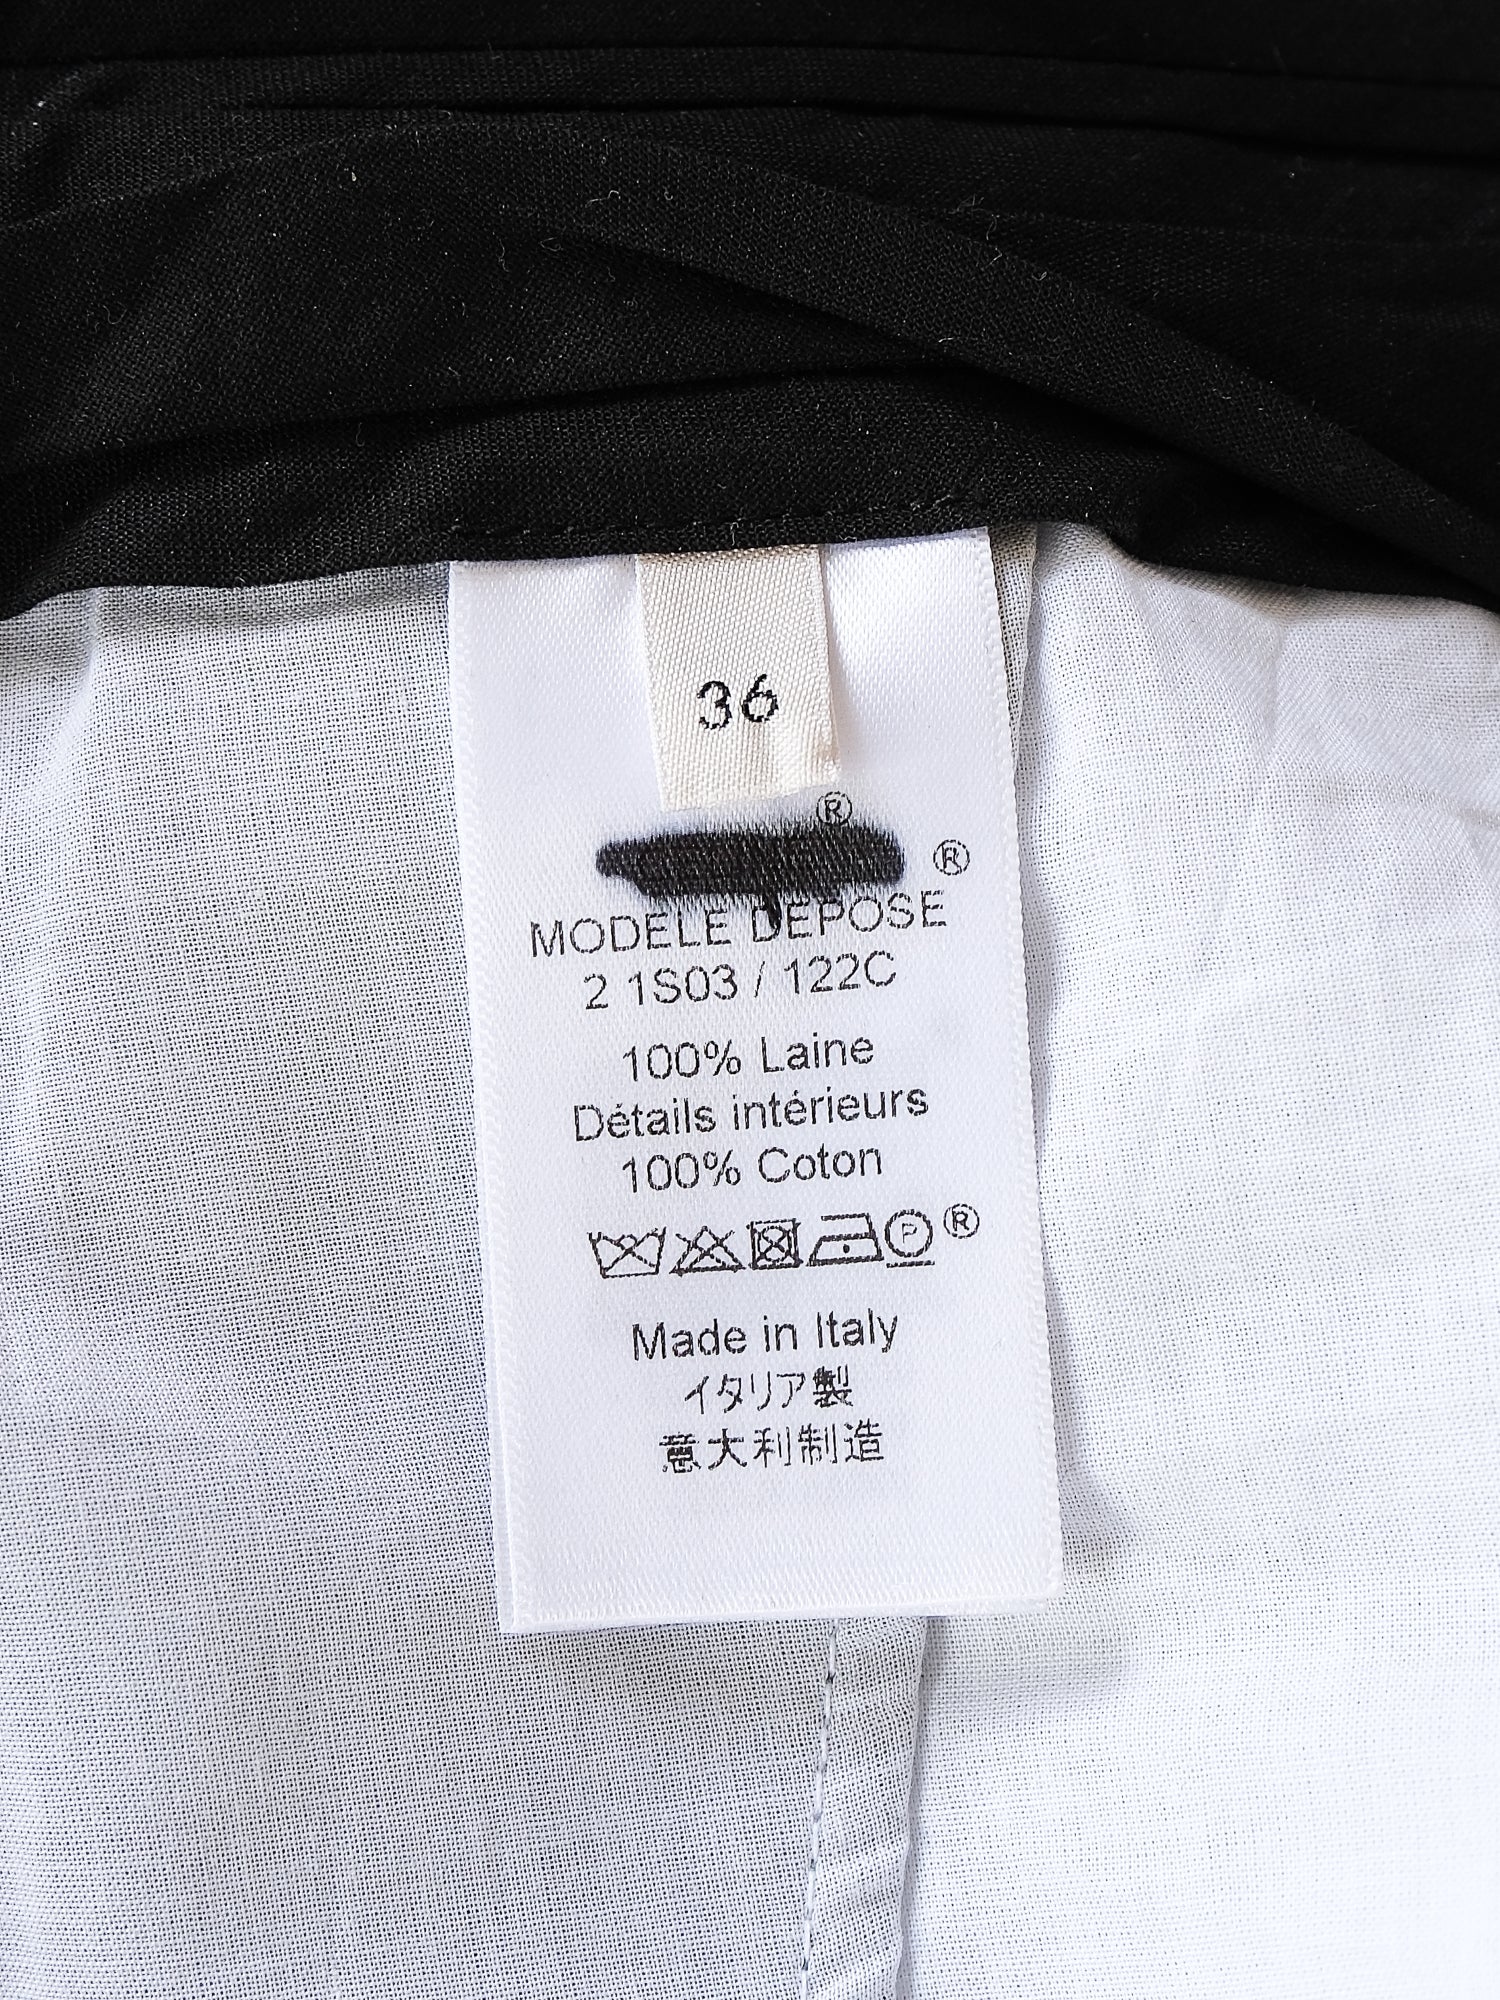 36
®
®
MODELE DEPOSE
2 1S03 / 122C
100% Laine
Détails intérieurs
100% Coton
P ®
Made in Italy
イタリア製
意大利制造